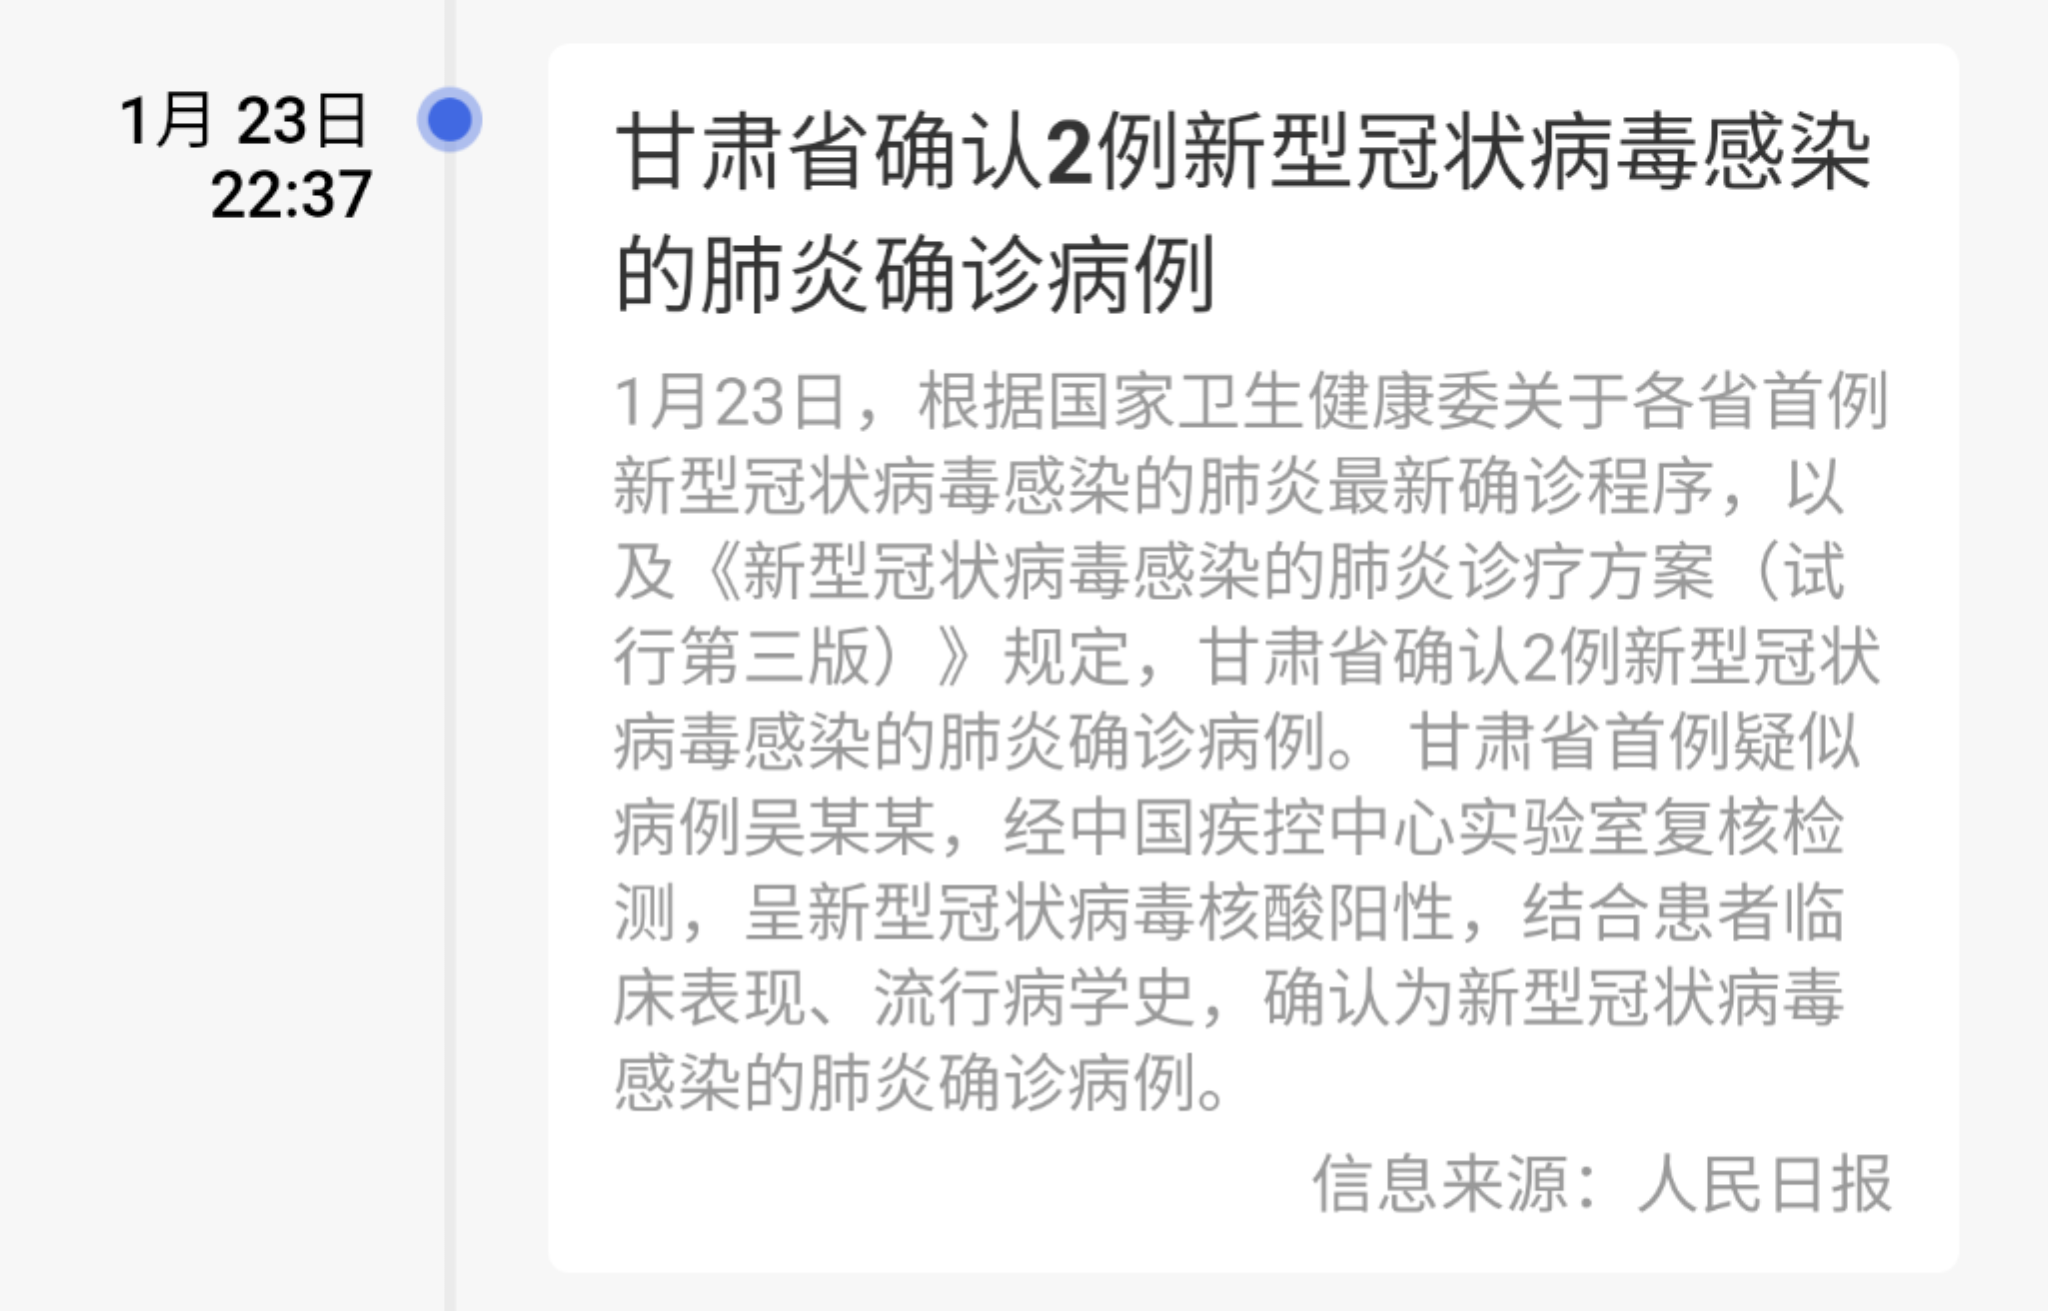 1月 23日
22:37
甘肃省确认2例新型冠状病毒感染
的肺炎确诊病例
1月23日，根据国家卫生健康委关于各省首例
新型冠状病毒感染的肺炎最新确诊程序，以
及《新型冠状病毒感染的肺炎诊疗方案（试
行第三版）》规定，甘肃省确认2例新型冠状
病毒感染的肺炎确诊病例。 甘肃省首例疑似
病例吴某某，经中国疾控中心实验室复核检
测，呈新型冠状病毒核酸阳性，结合患者临
床表现、流行病学史，确认为新型冠状病毒
感染的肺炎确诊病例。
信息来源：人民日报